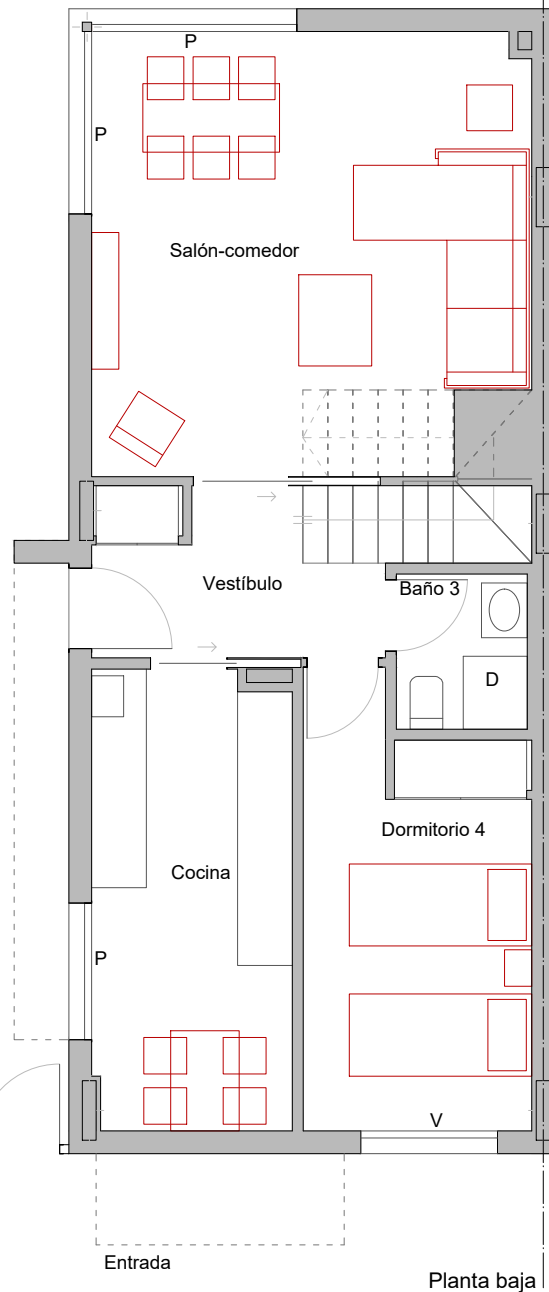 P
P
Salón-comedor
Vestíbulo
Baño 3
D
Dormitorio 4
Cocina
P
V
Entrada
Planta baja